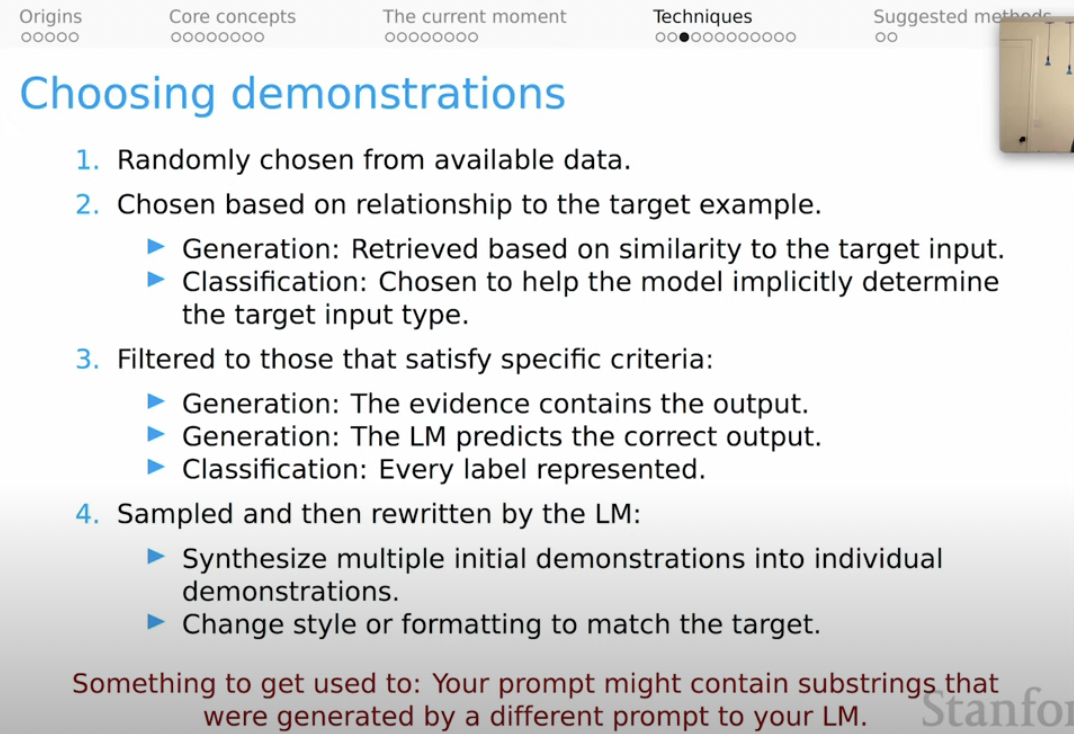 Origins Core concepts The current moment Techniques Suggested methods
Choosing demonstrations
1. Randomly chosen from available data.
2. Chosen based on relationship to the target example.
▶ Generation: Retrieved based on similarity to the target input.
▶ Classification: Chosen to help the model implicitly determine
the target input type.
3. Filtered to those that satisfy specific criteria:
▶ Generation: The evidence contains the output.
▶ Generation: The LM predicts the correct output.
▶ Classification: Every label represented.
4. Sampled and then rewritten by the LM:
▶ Synthesize multiple initial demonstrations into individual
demonstrations.
▶ Change style or formatting to match the target.
Something to get used to: Your prompt might contain substrings that
were generated by a different prompt to your LM.
Stanfo